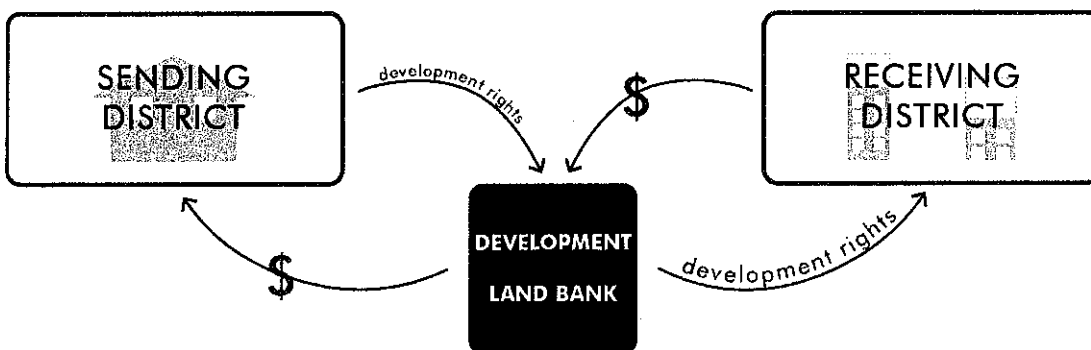 SENDING
DISTRICT
development rights
$
RECEIVING
DISTRICT
$
DEVELOPMENT
LAND BANK
development rights